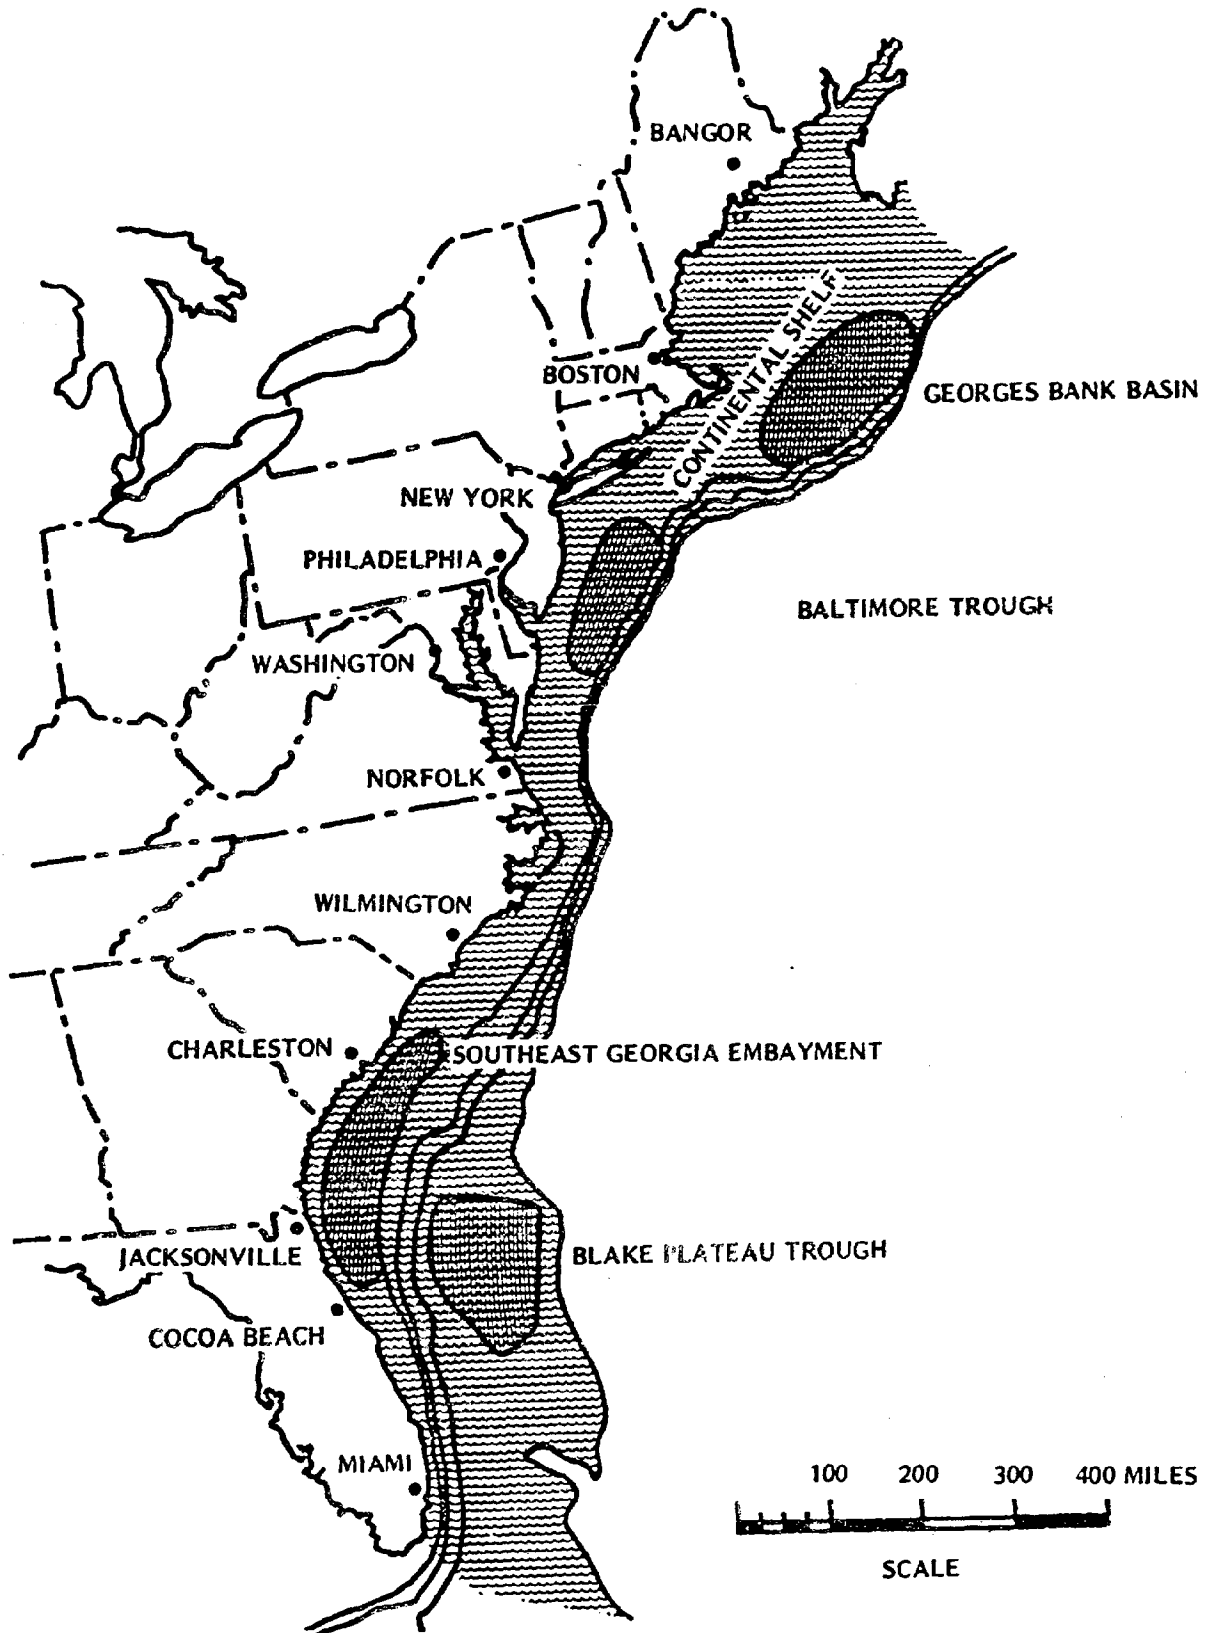 BANGOR
CONTINENTAL SHELF
BOSTON
GEORGES BANK BASIN
NEW YORK
PHILADELPHIA
BALTIMORE TROUGH
WASHINGTON
NORFOLK
WILMINGTON
CHARLESTON
SOUTHEAST GEORGIA EMBAYMENT
JACKSONVILLE
BLAKE PLATEAU TROUGH
COCOA BEACH
MIAMI
100 200 300 400 MILES
SCALE